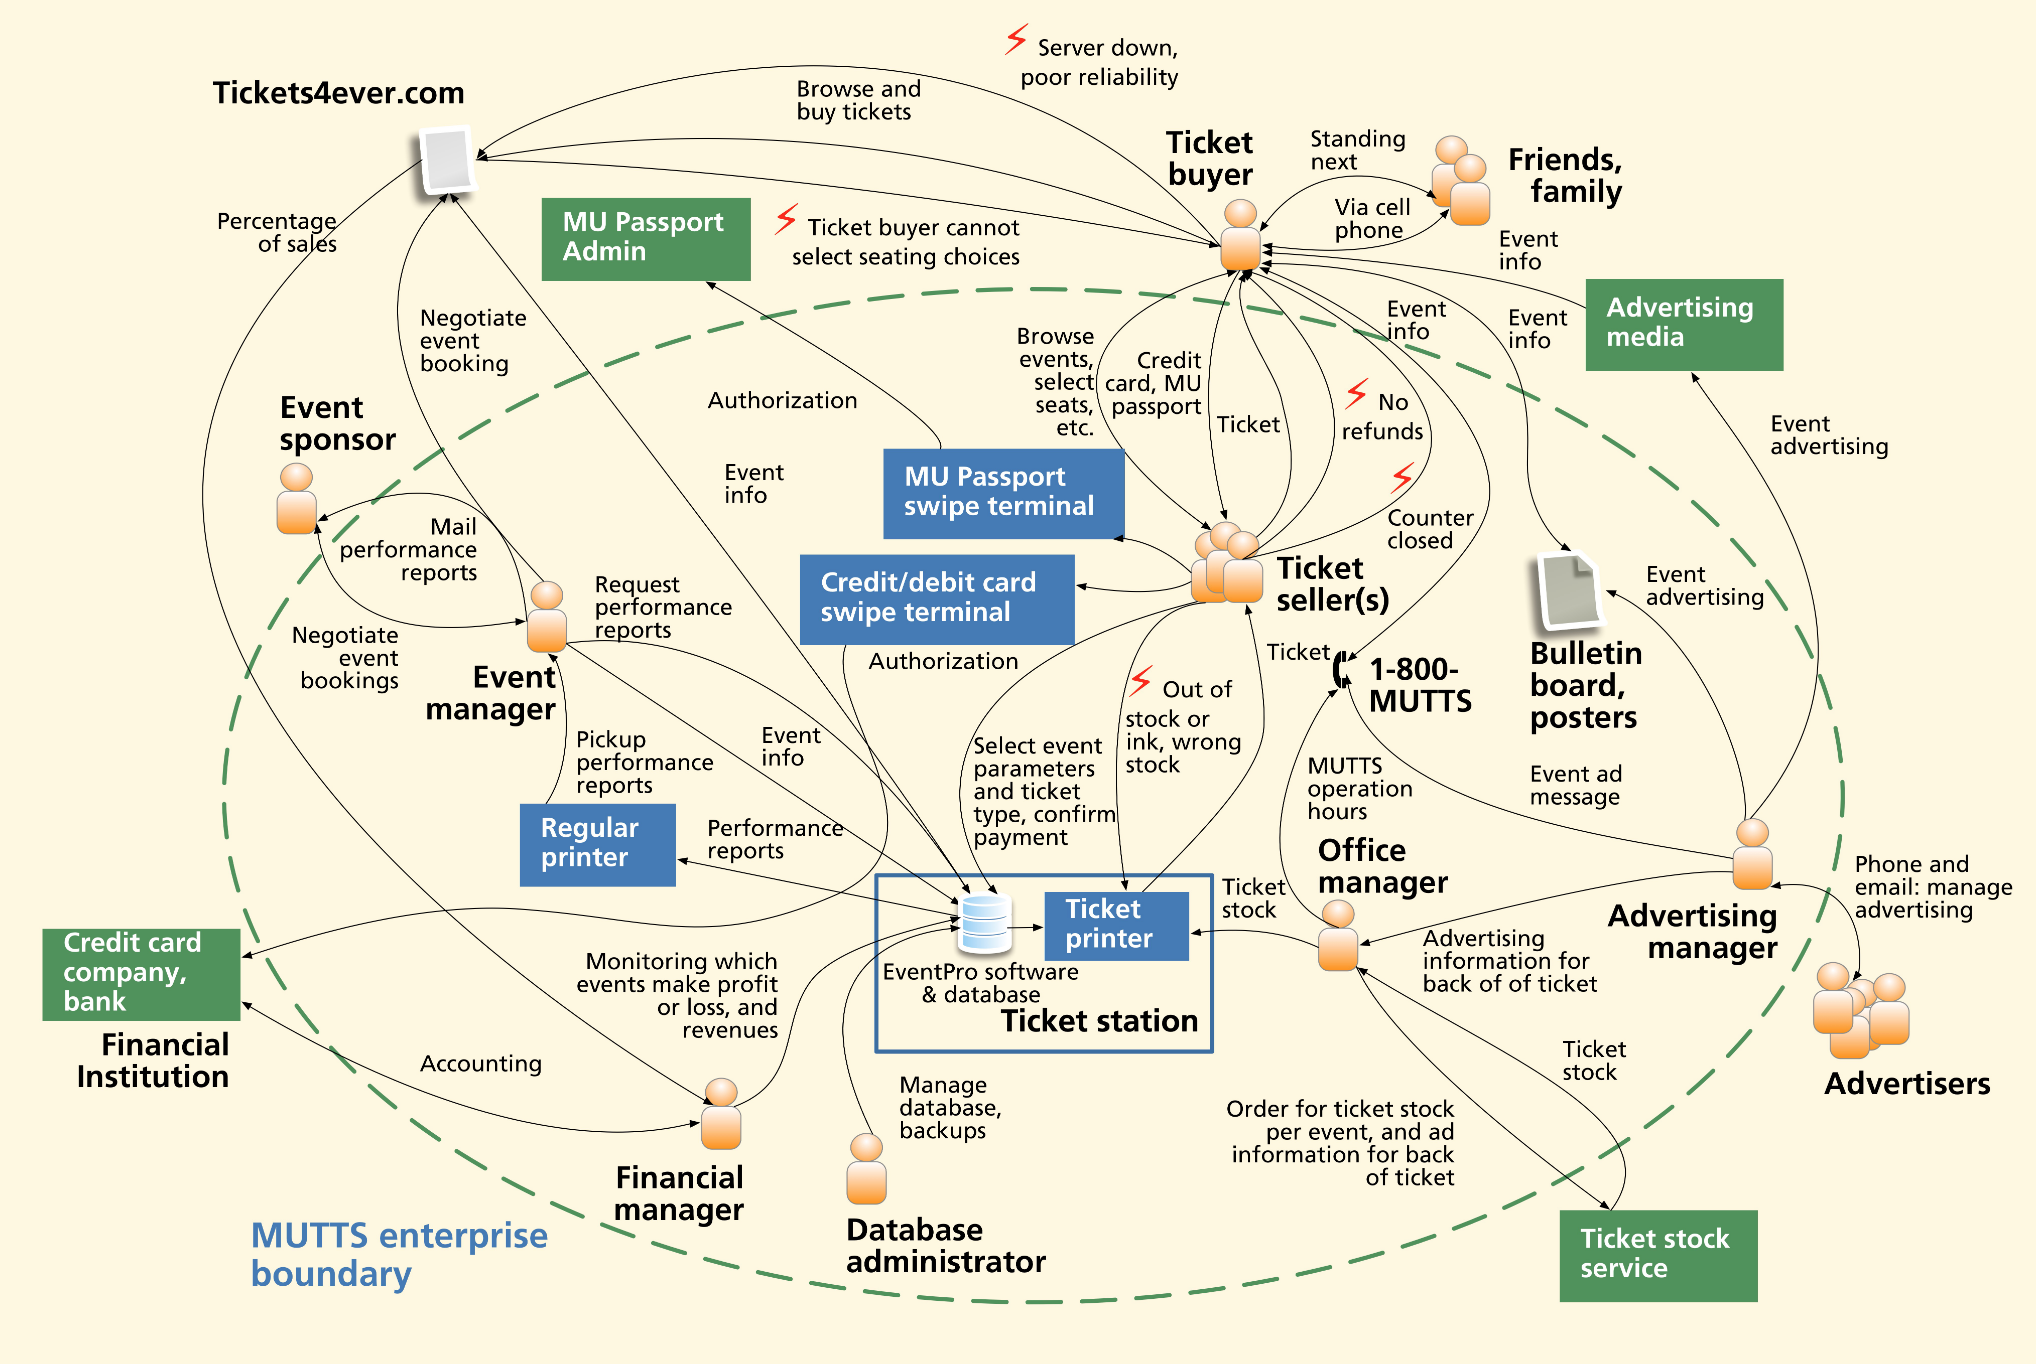 Server down,
poor reliability
Tickets4ever.com
Browse and
buy tickets
Ticket
buyer
Standing
next
Friends,
family
Via cell
phone
Event
info
Percentage
of sales
MU Passport
Admin
Ticket buyer cannot
select seating choices
Negotiate
event
booking
Event
info
Event
info
Advertising
media
Browse
events,
select
seats,
etc.
Credit
card, MU
passport
Ticket
No
refunds
Event
advertising
Authorization
Event
sponsor
Event
info
MU Passport
swipe terminal
Counter
closed
Mail
performance
reports
Request
performance
reports
Credit/debit card
swipe terminal
Ticket
seller(s)
Event
advertising
Negotiate
event
bookings
Event
manager
Authorization
Ticket
1-800-
MUTTS
Bulletin
board,
posters
Out of
stock or
ink, wrong
stock
Pickup
performance
reports
Event
info
Select event
parameters
and ticket
type, confirm
payment
MUTTS
operation
hours
Event ad
message
Regular
printer
Performance
reports
Office
manager
Ticket
stock
Ticket
printer
Phone and
email: manage
advertising
Advertising
manager
Credit card
company,
bank
Financial
Institution
Monitoring which
events make profit
or loss, and
revenues
EventPro software
& database
Ticket station
Advertising
information for
back of of ticket
Accounting
Manage
database,
backups
Ticket
stock
Advertisers
Order for ticket stock
per event, and ad
information for back
of ticket
Financial
manager
Database
administrator
MUTTS enterprise
boundary
Ticket stock
service